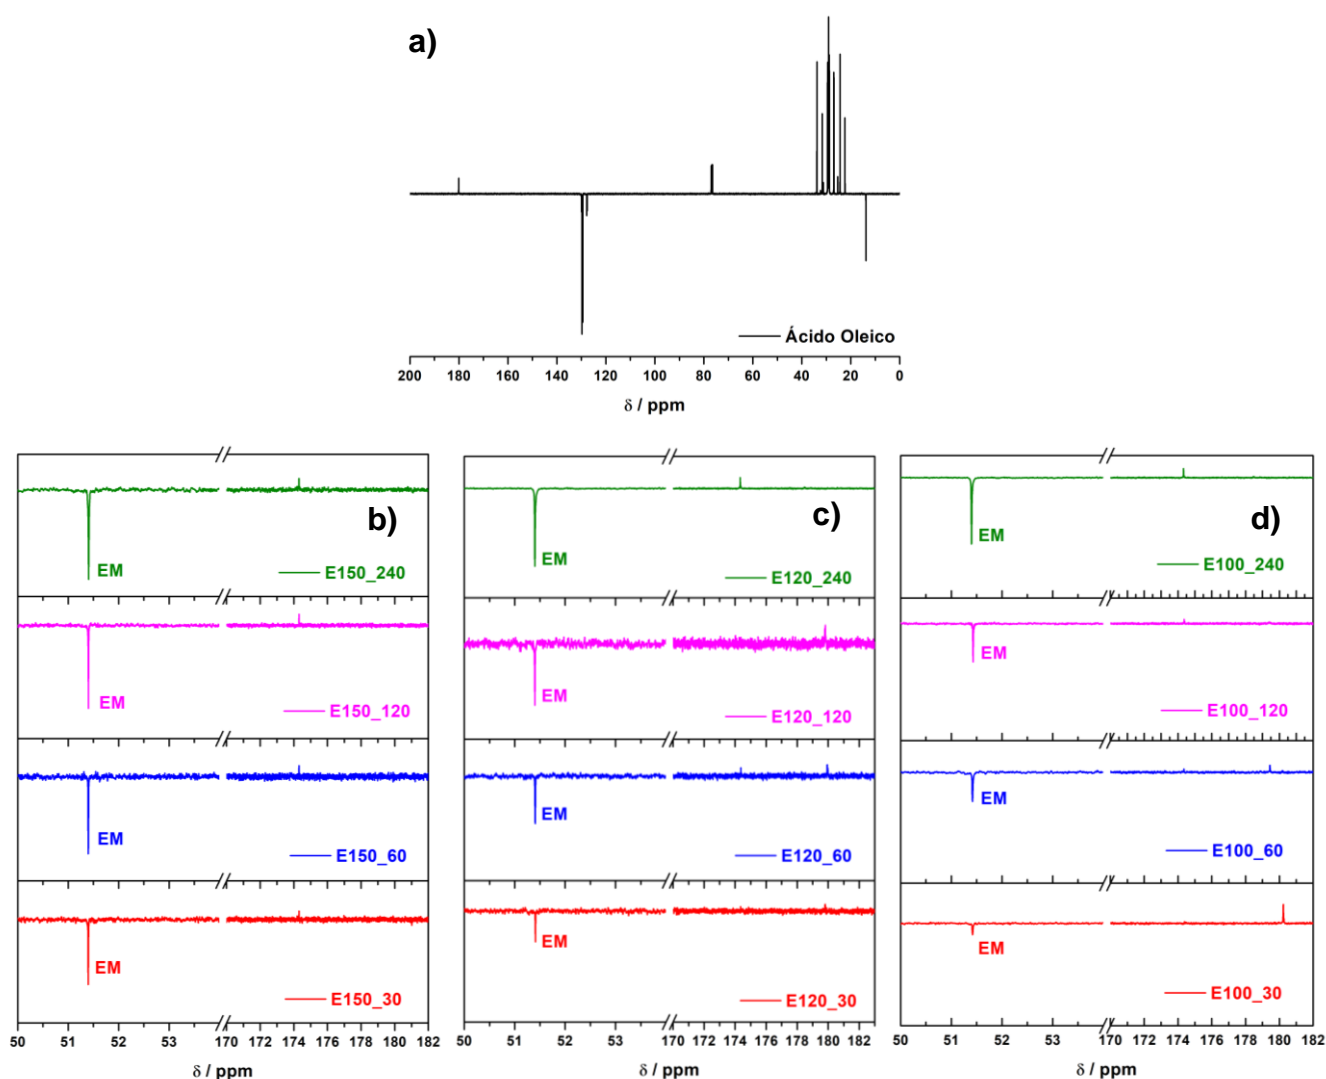 a)
Ácido Oleico
200 180 160 140 120 100 80 60 40 20 0
δ / ppm
b)
EM
E150_240
EM
E150_120
EM
E150_60
EM
E150_30
50 51 52 53 170 172 174 176 178 180 182
δ / ppm
c)
EM
E120_240
EM
E120_120
EM
E120_60
EM
E120_30
50 51 52 53 170 172 174 176 178 180 182
δ / ppm
d)
EM
E100_240
EM
E100_120
EM
E100_60
EM
E100_30
50 51 52 53 170 172 174 176 178 180 182
δ / ppm